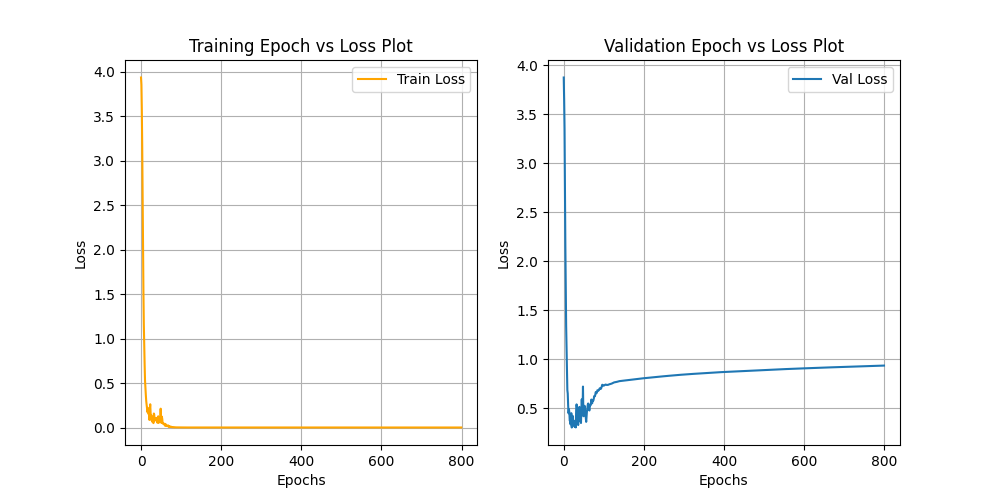 Training Epoch vs Loss Plot
4.0
3.5
3.0
2.5
2.0
1.5
1.0
0.5
0.0
Loss
Train Loss
0 200 400 600 800
Epochs
Validation Epoch vs Loss Plot
4.0
3.5
3.0
2.5
2.0
1.5
1.0
0.5
Loss
Val Loss
0 200 400 600 800
Epochs